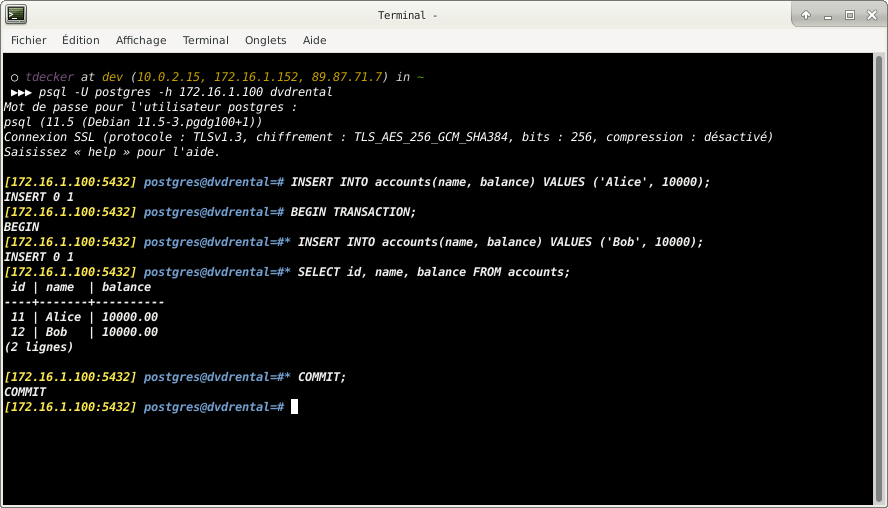 Terminal -
Fichier Édition Affichage Terminal Onglets Aide
○ tdecker at dev (10.0.2.15, 172.16.1.152, 89.87.71.7) in ~
▶▶▶ psql -U postgres -h 172.16.1.100 dvdrental
Mot de passe pour l'utilisateur postgres :
psql (11.5 (Debian 11.5-3.pgdg100+1))
Connexion SSL (protocole : TLSv1.3, chiffrement : TLS_AES_256_GCM_SHA384, bits : 256, compression : désactivé)
Saisissez « help » pour l'aide.
[172.16.1.100:5432] postgres@dvdrental=# INSERT INTO accounts(name, balance) VALUES ('Alice', 10000);
INSERT 0 1
[172.16.1.100:5432] postgres@dvdrental=# BEGIN TRANSACTION;
BEGIN
[172.16.1.100:5432] postgres@dvdrental=#* INSERT INTO accounts(name, balance) VALUES ('Bob', 10000);
INSERT 0 1
[172.16.1.100:5432] postgres@dvdrental=#* SELECT id, name, balance FROM accounts;
 id | name  | balance
----+-------+----------
 11 | Alice | 10000.00
 12 | Bob   | 10000.00
(2 lignes)
[172.16.1.100:5432] postgres@dvdrental=#* COMMIT;
COMMIT
[172.16.1.100:5432] postgres@dvdrental=#